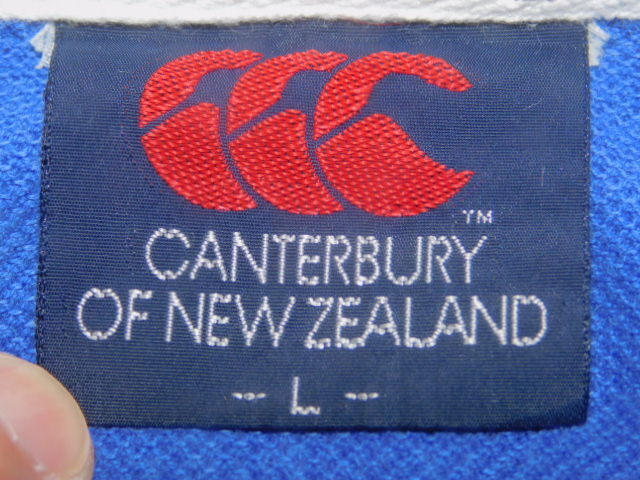 TM
CANTERBURY
OF NEW ZEALAND
- L -